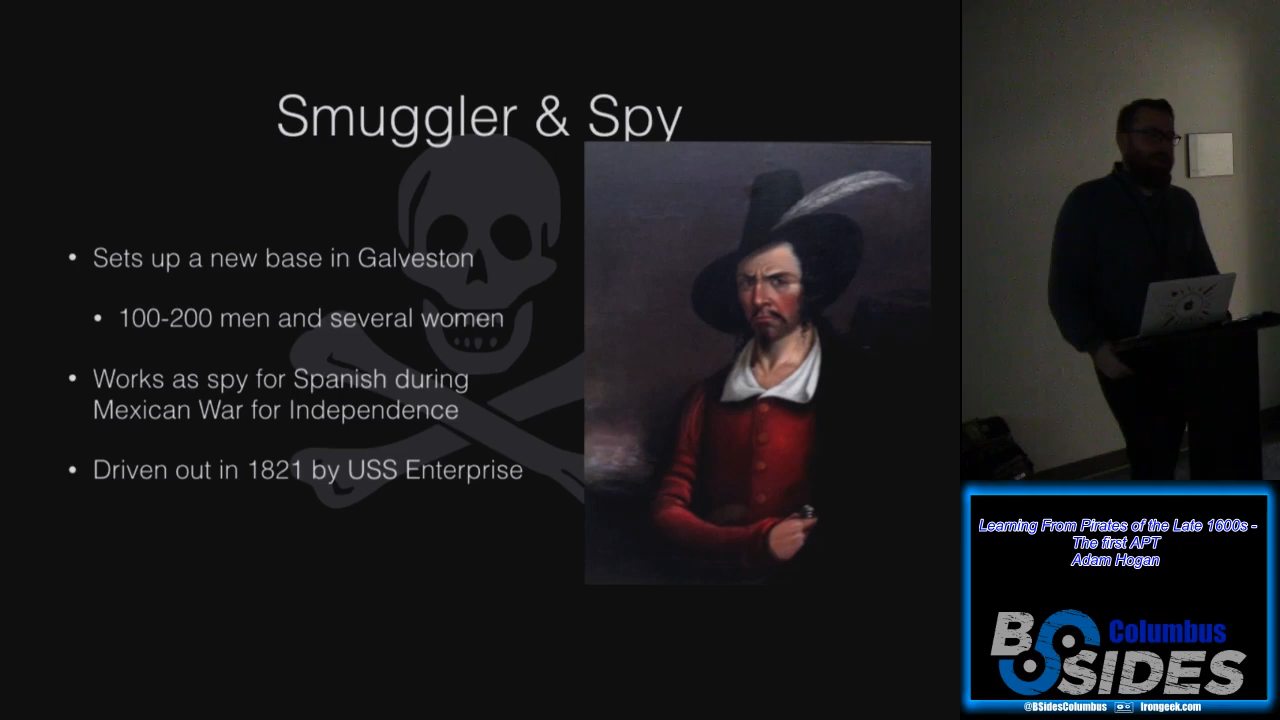 Smuggler & Spy
• Sets up a new base in Galveston
• 100-200 men and several women
• Works as spy for Spanish during
Mexican War for Independence
• Driven out in 1821 by USS Enterprise
Learning From Pirates of the Late 1600s -
The first APT
Adam Hogan
BSIDES
Columbus
@BSidesColumbus Irongeek.com